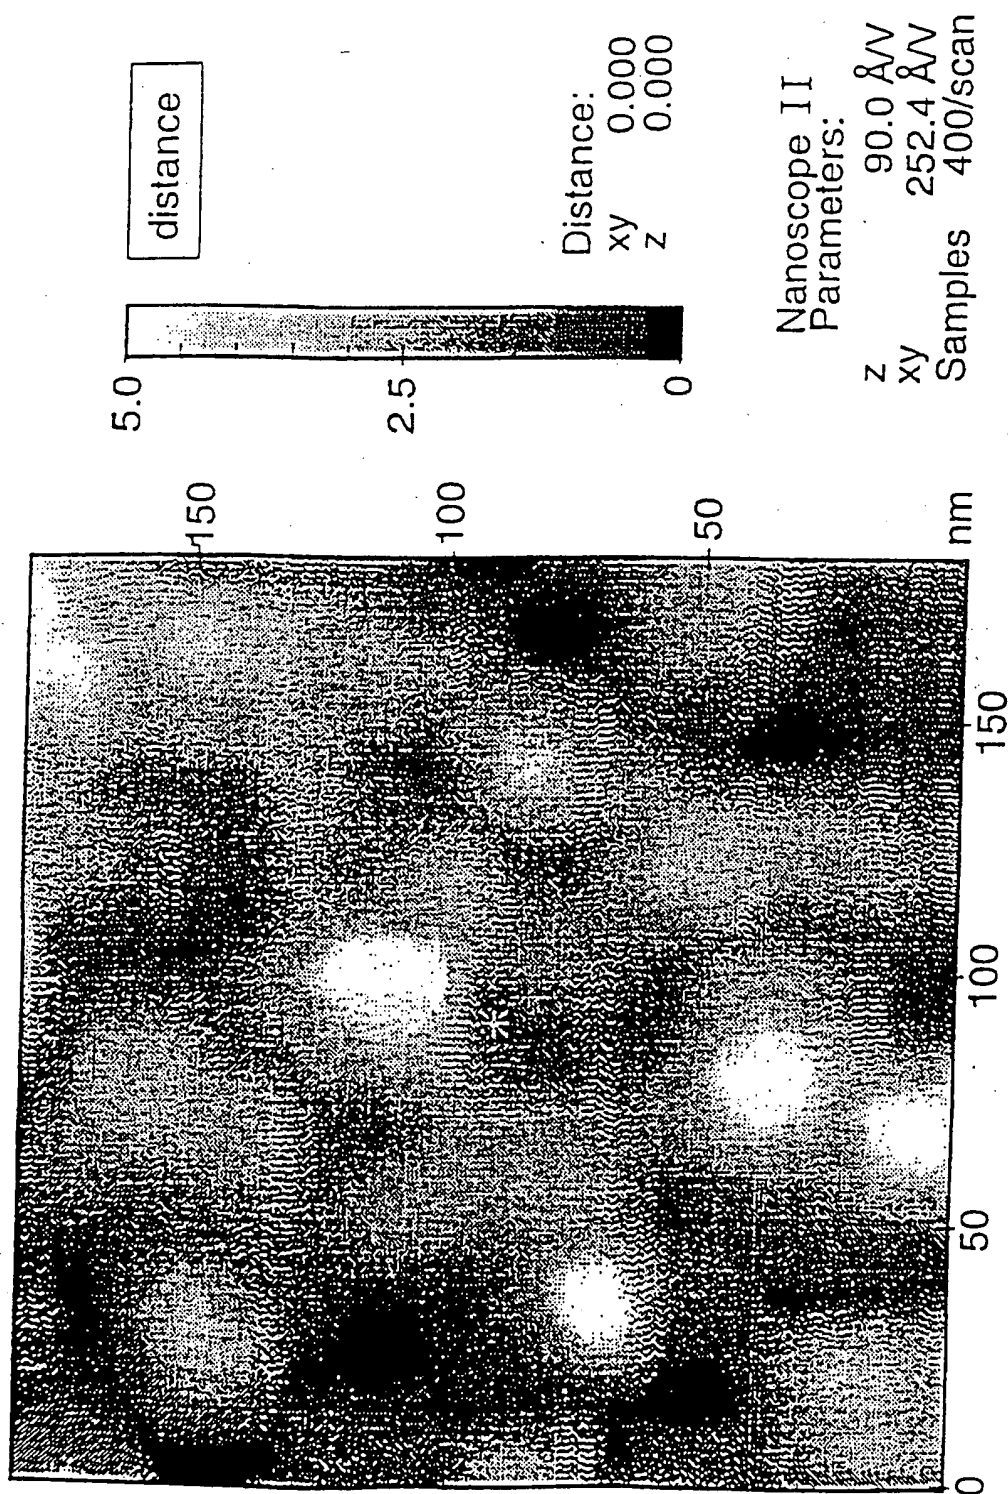 distance
5.0
2.5
0
Distance:
xy 0.000
z 0.000
Nanoscope II
Parameters:
z 90.0 Å/V
xy 252.4 Å/V
Samples 400/scan
150
100
50
nm
0
50
100
150